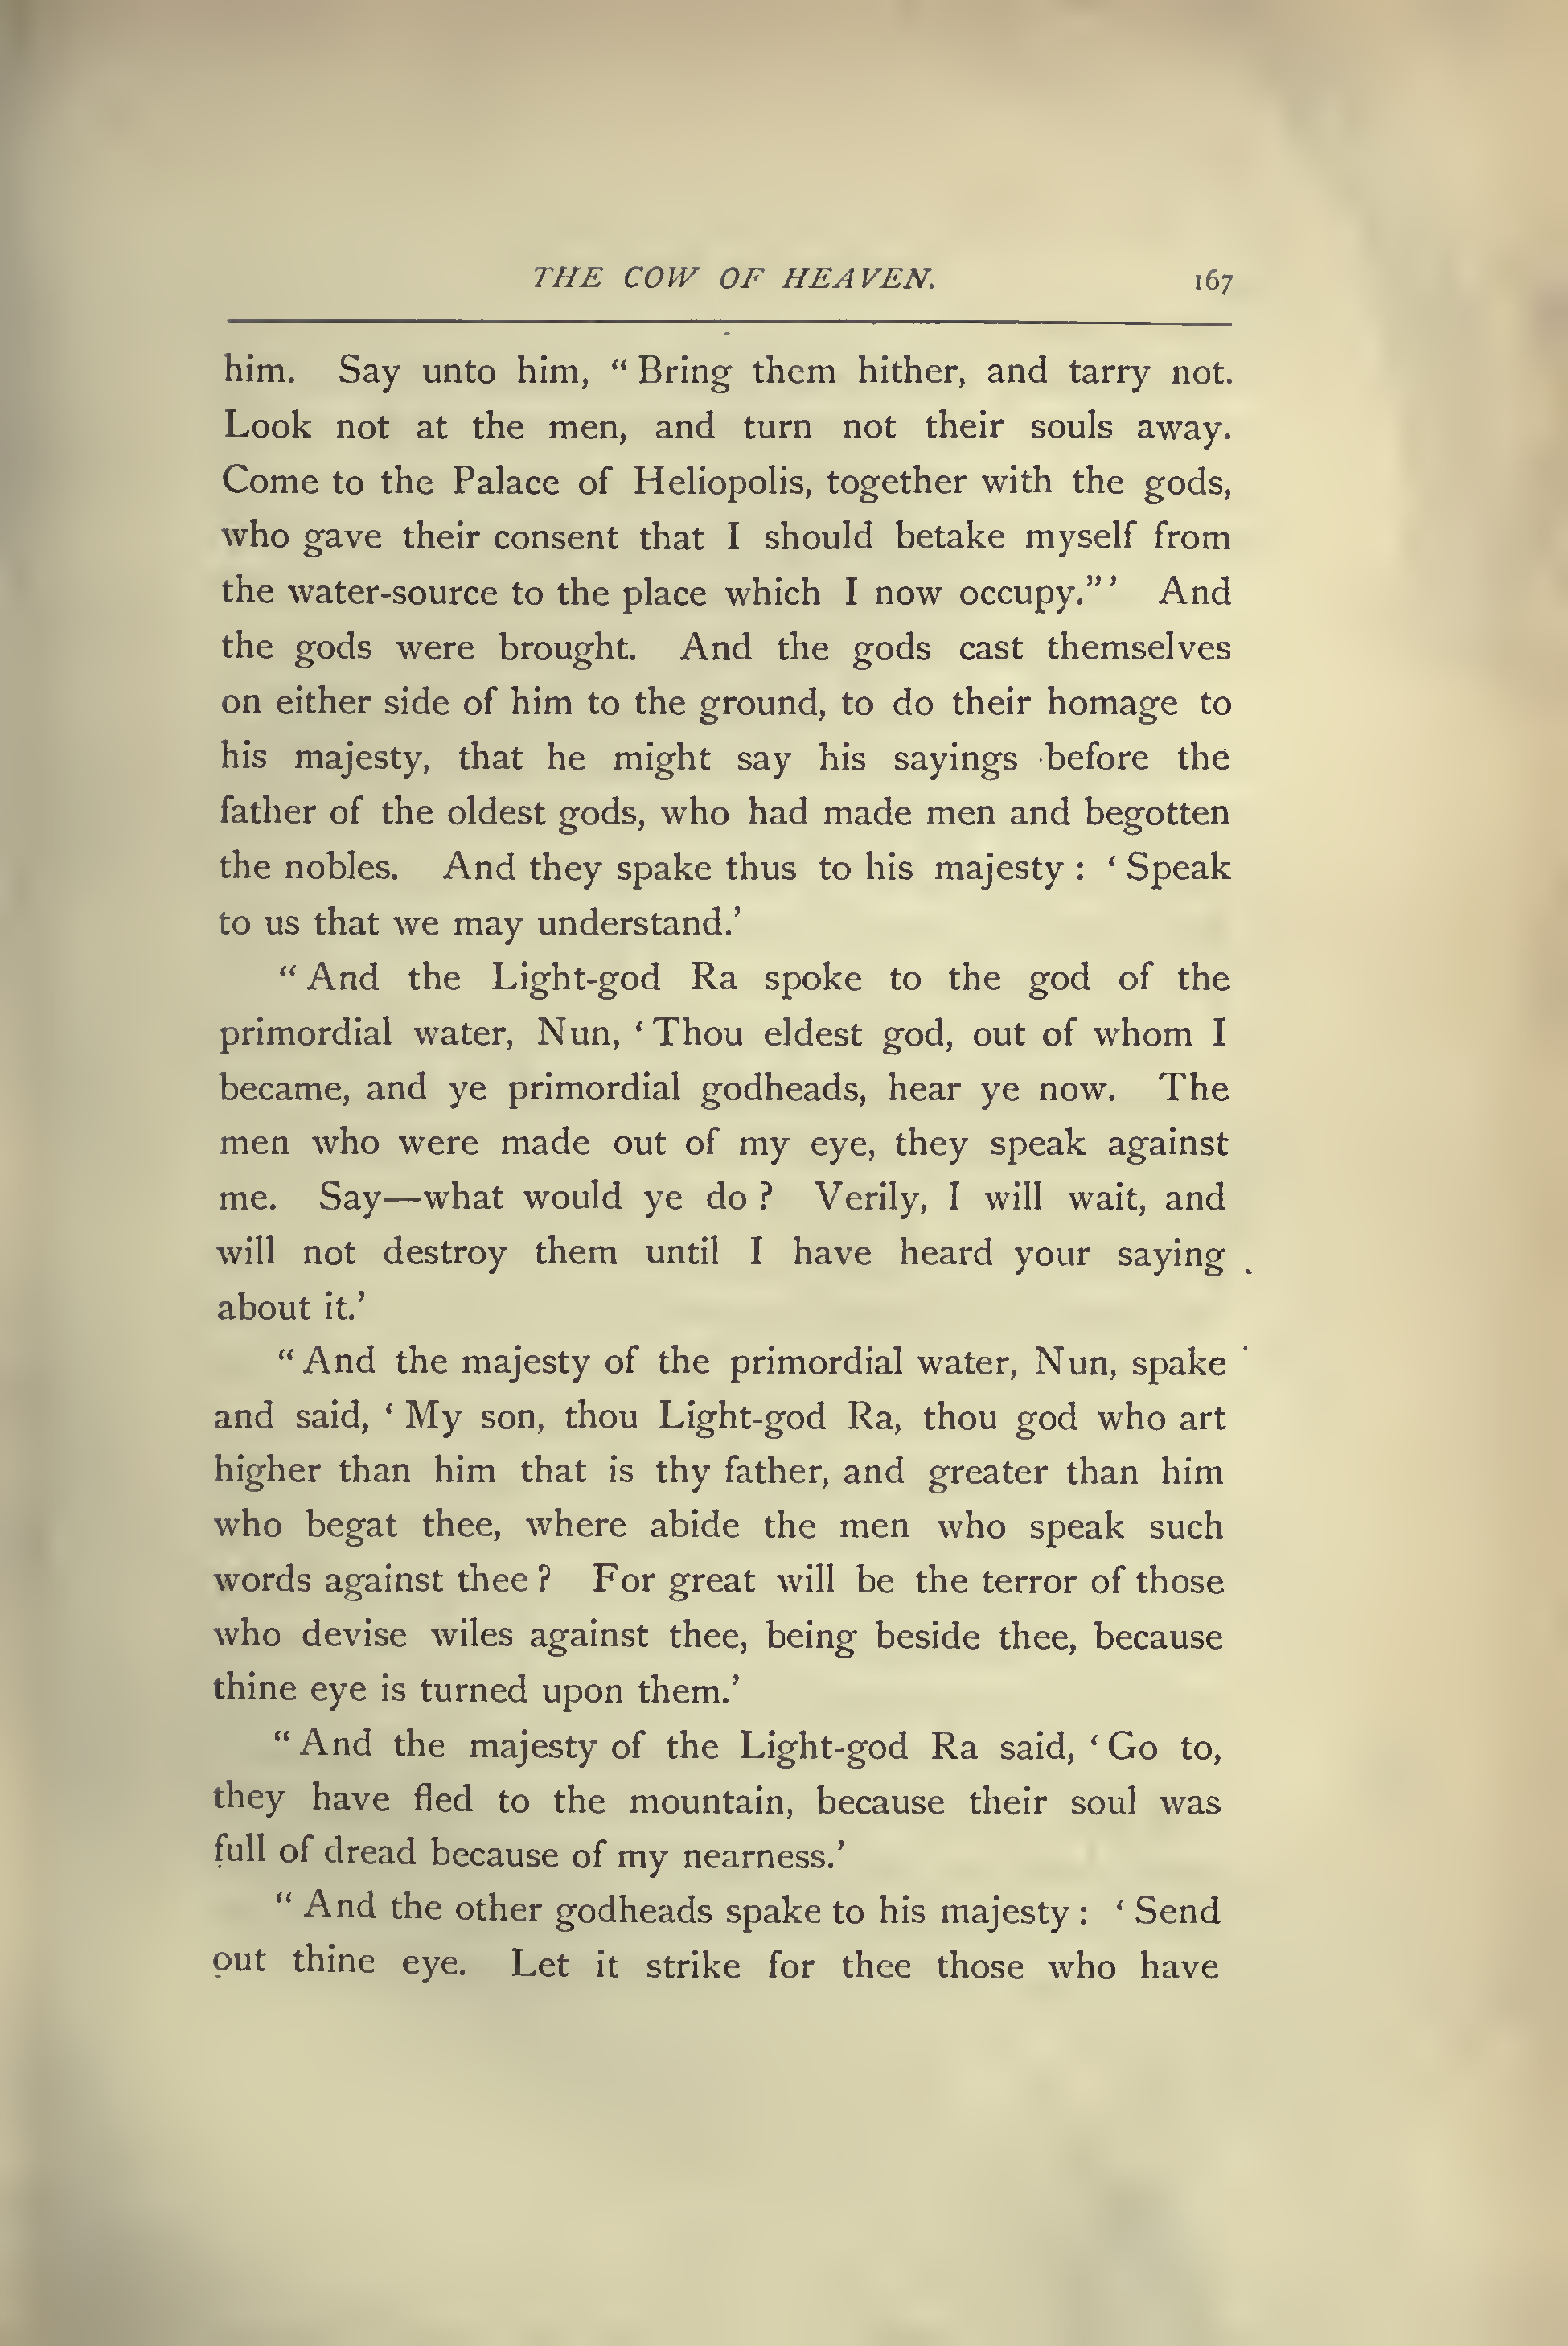 THE COW OF HEAVEN. 167
him. Say unto him, “Bring them hither, and tarry not.
Look not at the men, and turn not their souls away.
Come to the Palace of Heliopolis, together with the gods,
who gave their consent that I should betake myself from
the water-source to the place which I now occupy.”’ And
the gods were brought. And the gods cast themselves
on either side of him to the ground, to do their homage to
his majesty, that he might say his sayings before the
father of the oldest gods, who had made men and begotten
the nobles. And they spake thus to his majesty: ‘Speak
to us that we may understand.’
“And the Light-god Ra spoke to the god of the
primordial water, Nun, ‘Thou eldest god, out of whom I
became, and ye primordial godheads, hear ye now. The
men who were made out of my eye, they speak against
me. Say—what would ye do? Verily, I will wait, and
will not destroy them until I have heard your saying
about it.’
“And the majesty of the primordial water, Nun, spake
and said, ‘My son, thou Light-god Ra, thou god who art
higher than him that is thy father, and greater than him
who begat thee, where abide the men who speak such
words against thee? For great will be the terror of those
who devise wiles against thee, being beside thee, because
thine eye is turned upon them.’
“And the majesty of the Light-god Ra said, ‘Go to,
they have fled to the mountain, because their soul was
full of dread because of my nearness.’
“And the other godheads spake to his majesty: ‘Send
out thine eye. Let it strike for thee those who have